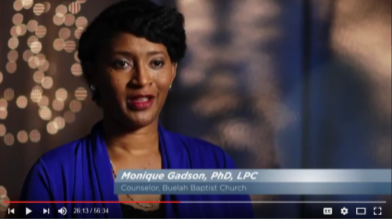 Monique Gadson, PhD, LPC
Counselor, Buelah Baptist Church
26:13 / 56:34